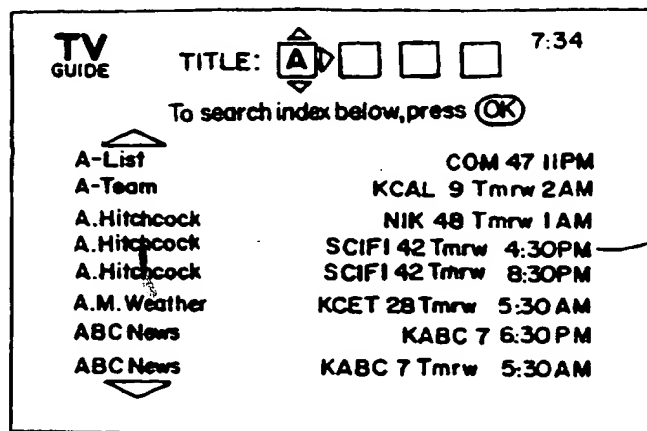 TV
GUIDE
TITLE: A
7:34
To search index below, press OK
A-List COM 47 11PM
A-Team KCAL 9 Tmrw 2AM
A.Hitchcock NIK 48 Tmrw 1AM
A.Hitchcock SCIFI 42 Tmrw 4:30PM
A.Hitchcock SCIFI 42 Tmrw 8:30PM
A.M. Weather KCET 28 Tmrw 5:30AM
ABC News KABC 7 6:30PM
ABC News KABC 7 Tmrw 5:30AM